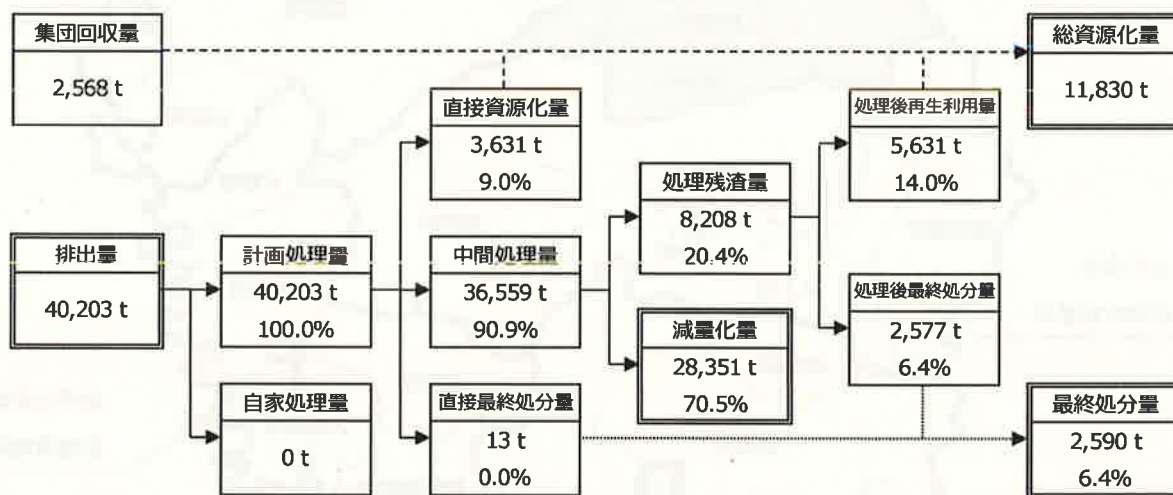 集団回収量
2,568 t
総資源化量
11,830 t
直接資源化量
3,631 t
9.0%
処理後再生利用量
5,631 t
14.0%
処理残渣量
8,208 t
20.4%
排出量
40,203 t
計画処理量
40,203 t
100.0%
中間処理量
36,559 t
90.9%
処理後最終処分量
2,577 t
6.4%
減量化量
28,351 t
70.5%
自家処理量
0 t
直接最終処分量
13 t
0.0%
最終処分量
2,590 t
6.4%